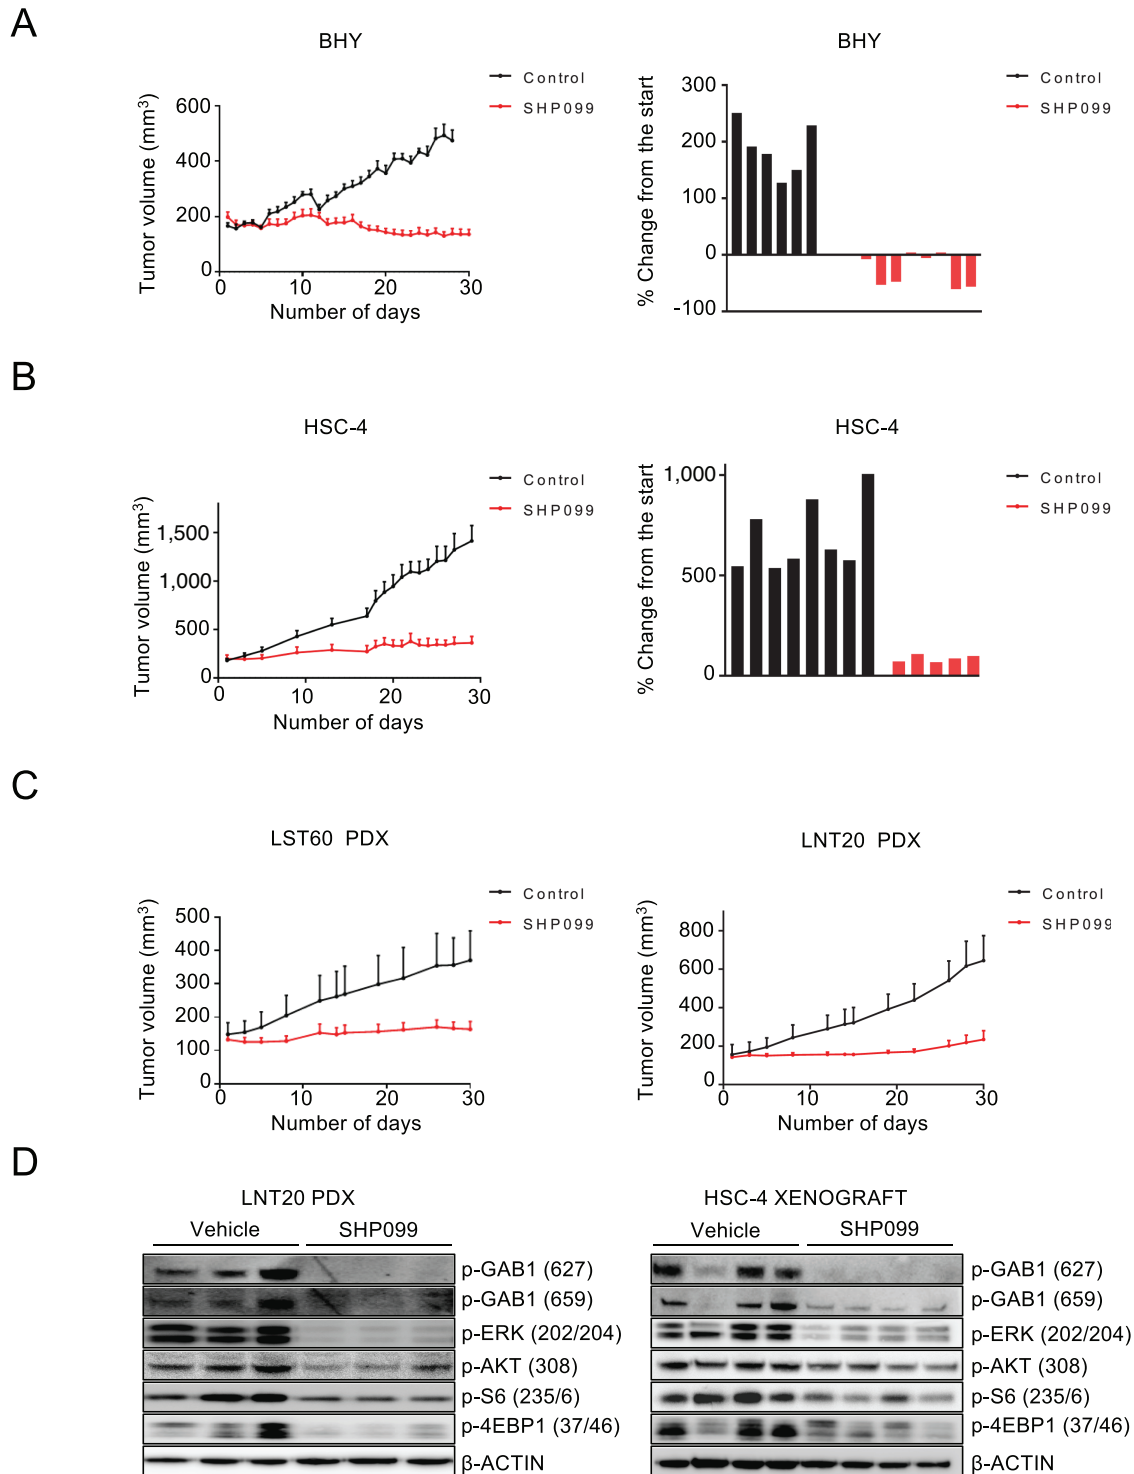 A
BHY
Control
SHP099
Tumor volume (mm³)
600
400
200
0
0 10 20 30
Number of days
BHY
Control
SHP099
% Change from the start
300
200
100
0
-100
B
HSC-4
Control
SHP099
Tumor volume (mm³)
1,500
1,000
500
0
0 10 20 30
Number of days
HSC-4
Control
SHP099
% Change from the start
1,000
500
0
C
LST60 PDX
Control
SHP099
Tumor volume (mm³)
500
400
300
200
100
0
0 10 20 30
Number of days
LNT20 PDX
Control
SHP099
Tumor volume (mm³)
800
600
400
200
0
0 10 20 30
Number of days
D
LNT20 PDX
Vehicle SHP099
p-GAB1 (627)
p-GAB1 (659)
p-ERK (202/204)
p-AKT (308)
p-S6 (235/6)
p-4EBP1 (37/46)
β-ACTIN
HSC-4 XENOGRAFT
Vehicle SHP099
p-GAB1 (627)
p-GAB1 (659)
p-ERK (202/204)
p-AKT (308)
p-S6 (235/6)
p-4EBP1 (37/46)
β-ACTIN